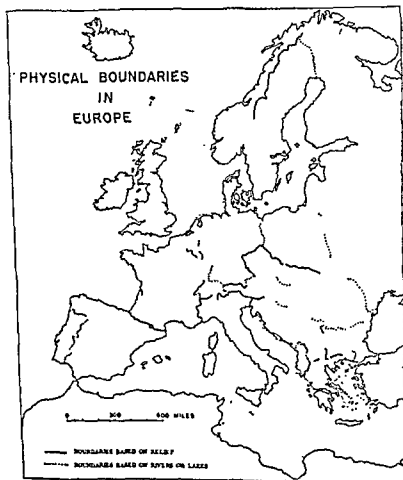 PHYSICAL BOUNDARIES
IN
EUROPE
0 300 600 MILES
BOUNDARIES BASED ON RELIEF
BOUNDARIES BASED ON RIVERS OR LAKES